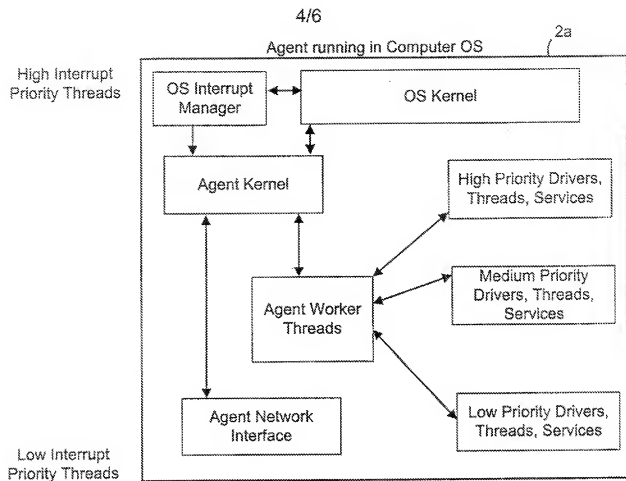 4/6
Agent running in Computer OS
2a
High Interrupt
Priority Threads
OS Interrupt
Manager
OS Kernel
Agent Kernel
High Priority Drivers,
Threads, Services
Medium Priority
Drivers, Threads,
Services
Agent Worker
Threads
Agent Network
Interface
Low Priority Drivers,
Threads, Services
Low Interrupt
Priority Threads